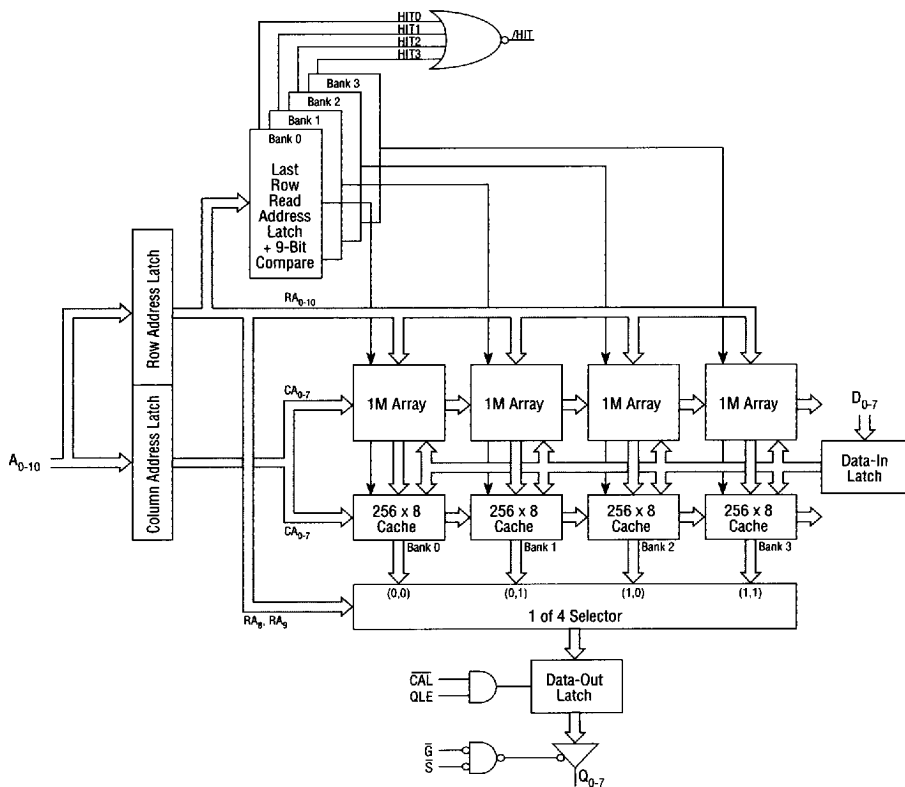 HIT0
HIT1
HIT2
HIT3
/HIT
Bank 3
Bank 2
Bank 1
Bank 0
Last
Row
Read
Address
Latch
+ 9-Bit
Compare
Row Address Latch
Column Address Latch
A0-10
RA0-10
CA0-7
1M Array
1M Array
1M Array
1M Array
D0-7
Data-In
Latch
256 x 8
Cache
256 x 8
Cache
256 x 8
Cache
256 x 8
Cache
CA0-7
Bank 0
Bank 1
Bank 2
Bank 3
(0,0)
(0,1)
(1,0)
(1,1)
1 of 4 Selector
RA8, RA9
C̅A̅L̅
QLE
Data-Out
Latch
G̅
S̅
Q0-7